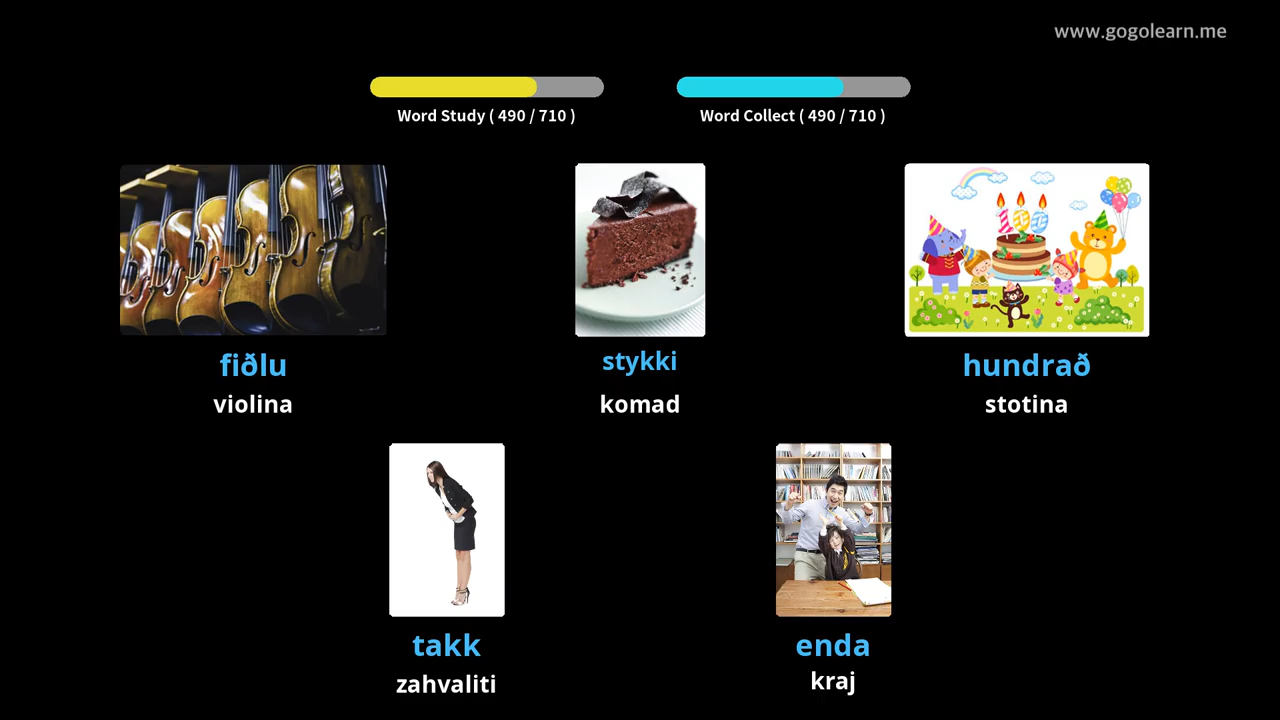 www.gogolearn.me
Word Study ( 490 / 710 )
Word Collect ( 490 / 710 )
fiðlu
violina
stykki
komad
hundrað
stotina
takk
zahvaliti
enda
kraj